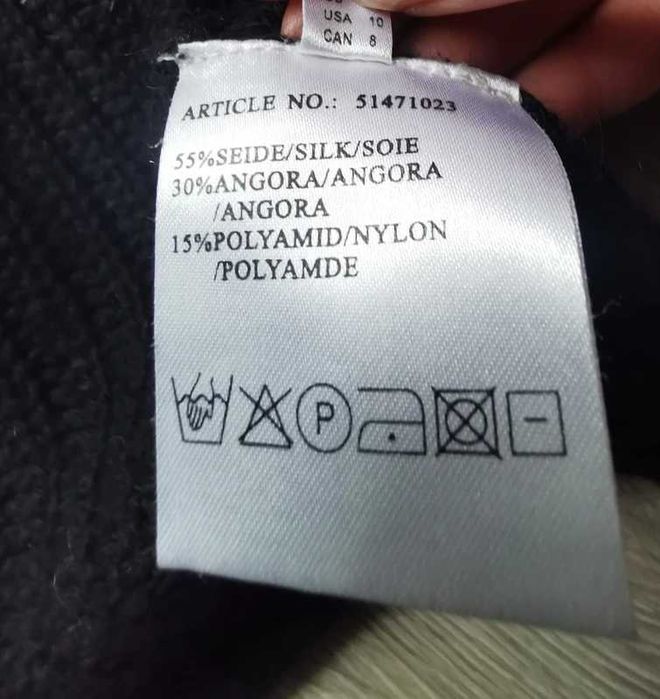 USA 10
CAN 8
ARTICLE NO.: 51471023
55%SEIDE/SILK/SOIE
30%ANGORA/ANGORA
/ANGORA
15%POLYAMID/NYLON
/POLYAMDE
P